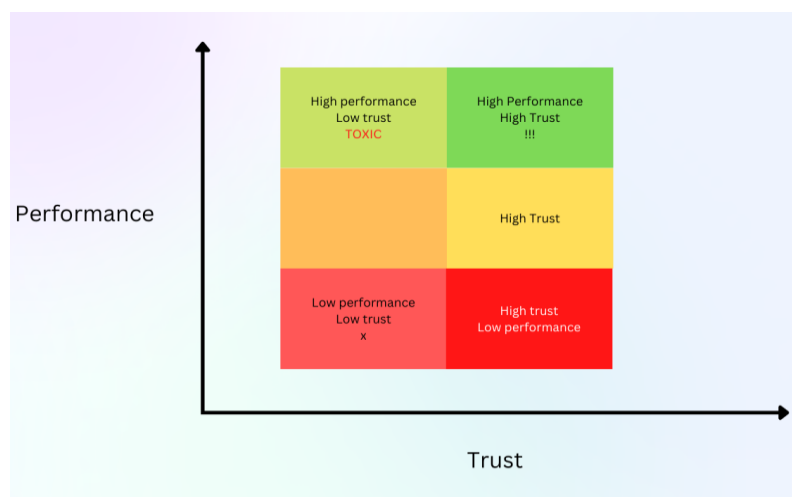 High performance
Low trust
TOXIC
High Performance
High Trust
!!!
Performance
High Trust
Low performance
Low trust
x
High trust
Low performance
Trust